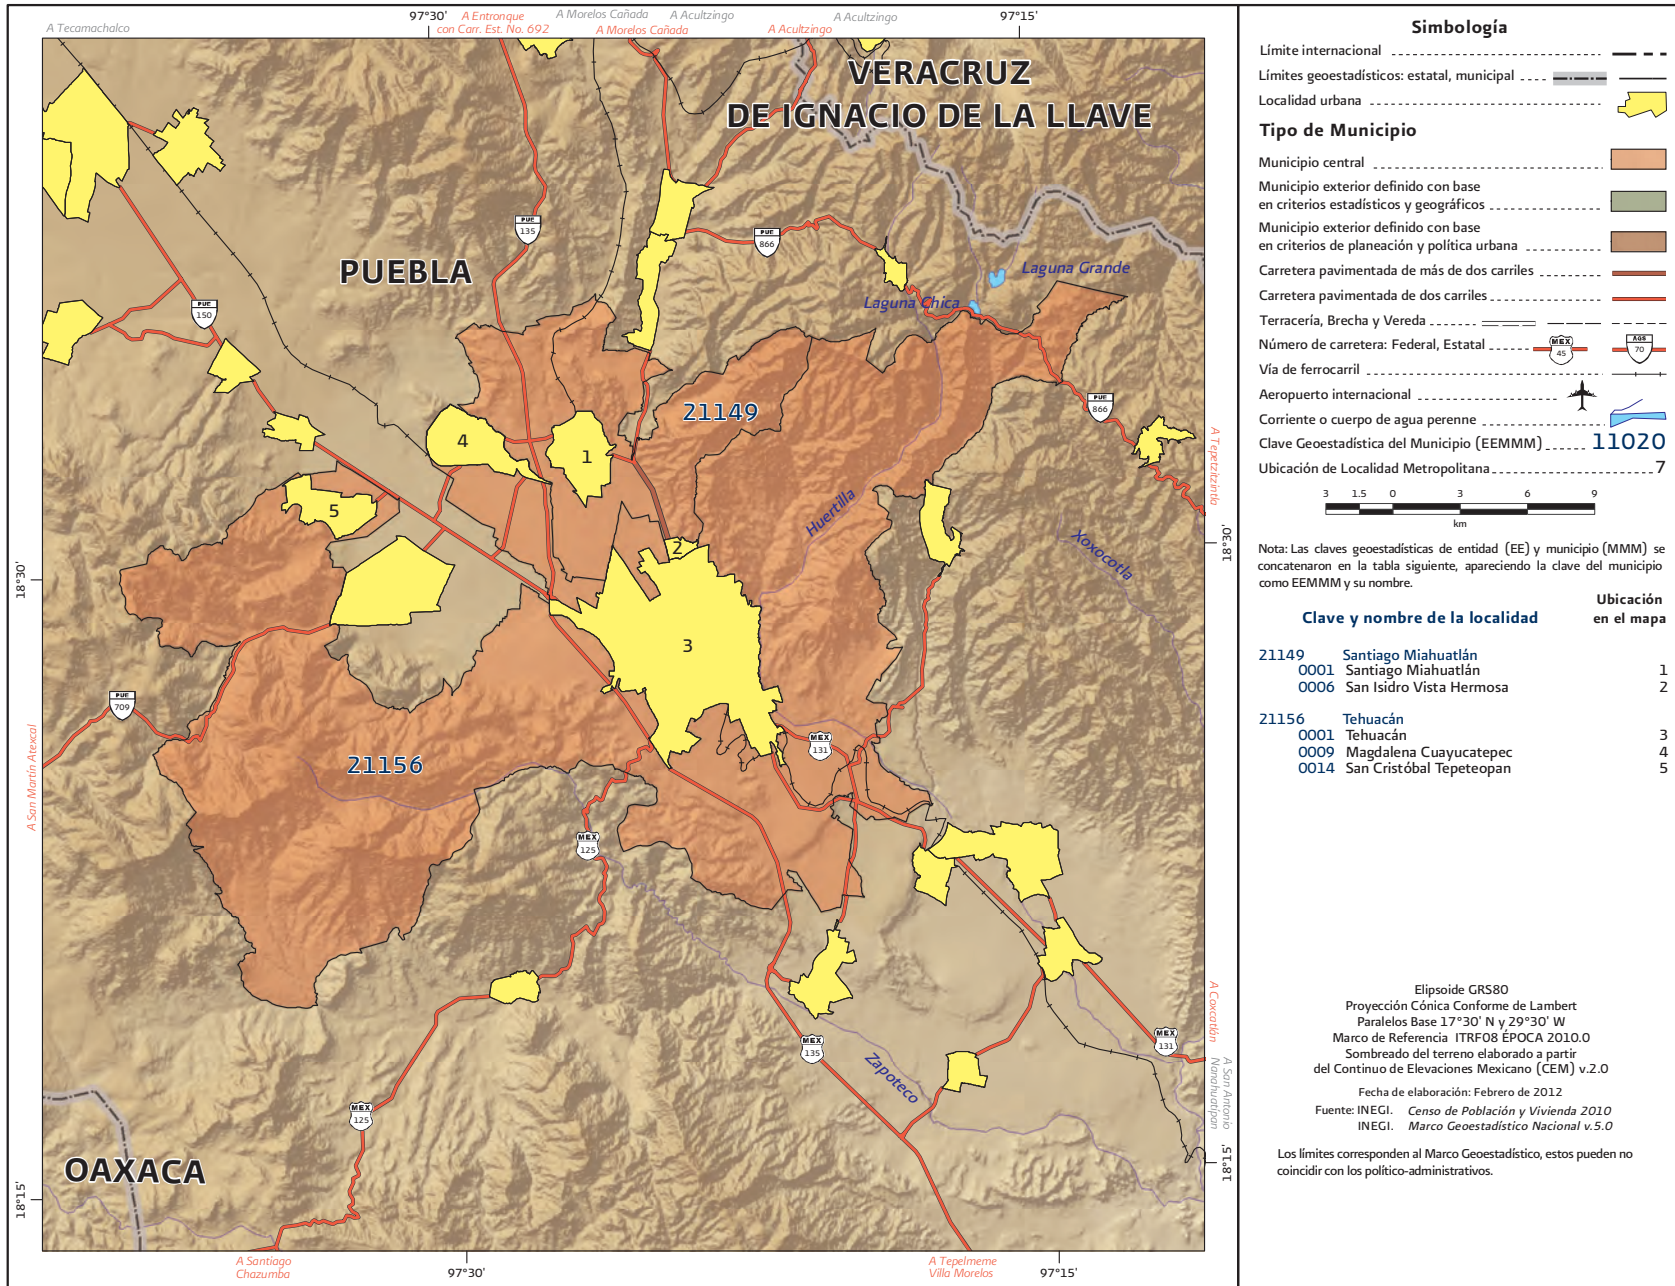 A Tecamachalco
97°30'
A Entronque
con Carr. Est. No. 692
A Morelos Cañada
A Morelos Cañada
A Acultzingo
A Acultzingo
A Acultzingo
97°15'
VERACRUZ
DE IGNACIO DE LA LLAVE
PUE
135
PUE
866
PUEBLA
Laguna Grande
Laguna Chica
PUE
150
21149
PUE
866
4
1
A Tepetzintla
5
Huertilla
Xoxocotla
2
18°30'
18°30'
3
PUE
709
MEX
131
21156
A San Martín Atexcal
MEX
125
MEX
135
Zapoteco
MEX
131
A Coxcatlán
A San Antonio
Nanahuatipan
MEX
125
OAXACA
18°15'
18°15'
A Santiago
Chazumba
97°30'
A Tepelmeme
Villa Morelos
97°15'
Simbología
Límite internacional
Límites geoestadísticos: estatal, municipal
Localidad urbana
Tipo de Municipio
Municipio central
Municipio exterior definido con base
en criterios estadísticos y geográficos
Municipio exterior definido con base
en criterios de planeación y política urbana
Carretera pavimentada de más de dos carriles
Carretera pavimentada de dos carriles
Terracería, Brecha y Vereda
Número de carretera: Federal, Estatal MEX 45 AGS 70
Vía de ferrocarril
Aeropuerto internacional
Corriente o cuerpo de agua perenne
Clave Geoestadística del Municipio (EEMMM) 11020
Ubicación de Localidad Metropolitana 7
3 1.5 0 3 6 9
km
Nota: Las claves geoestadísticas de entidad (EE) y municipio (MMM) se
concatenaron en la tabla siguiente, apareciendo la clave del municipio
como EEMMM y su nombre.
Clave y nombre de la localidad
Ubicación
en el mapa
21149 Santiago Miahuatlán
0001 Santiago Miahuatlán 1
0006 San Isidro Vista Hermosa 2
21156 Tehuacán
0001 Tehuacán 3
0009 Magdalena Cuayucatepec 4
0014 San Cristóbal Tepeteopan 5
Elipsoide GRS80
Proyección Cónica Conforme de Lambert
Paralelos Base 17°30' N y 29°30' W
Marco de Referencia ITRF08 ÉPOCA 2010.0
Sombreado del terreno elaborado a partir
del Continuo de Elevaciones Mexicano (CEM) v.2.0
Fecha de elaboración: Febrero de 2012
Fuente: INEGI. Censo de Población y Vivienda 2010
INEGI. Marco Geoestadístico Nacional v.5.0
Los límites corresponden al Marco Geoestadístico, estos pueden no
coincidir con los político-administrativos.